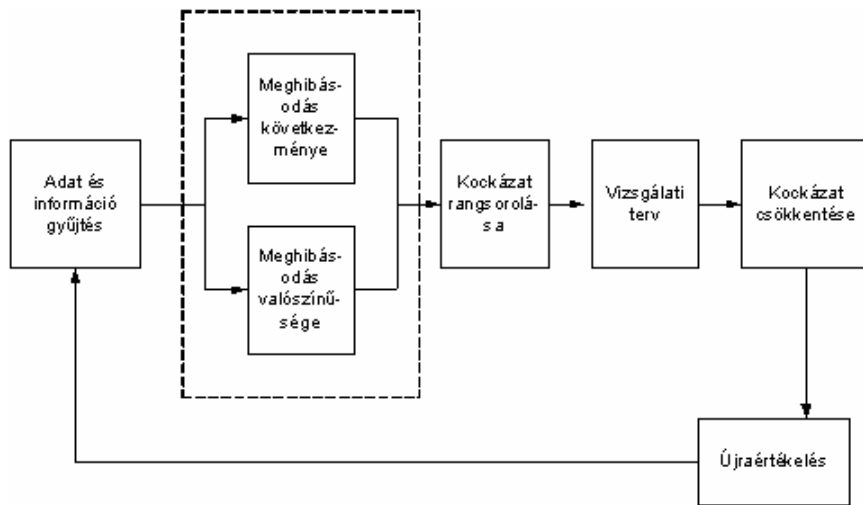 Adat és
információ
gyűjtés
Meghibás-
odás
következ-
ménye
Meghibás-
odás
valószínű-
sége
Kockázat
rangsorolá-
sa
Vizsgálati
terv
Kockázat
csökkentése
Újraértékelés